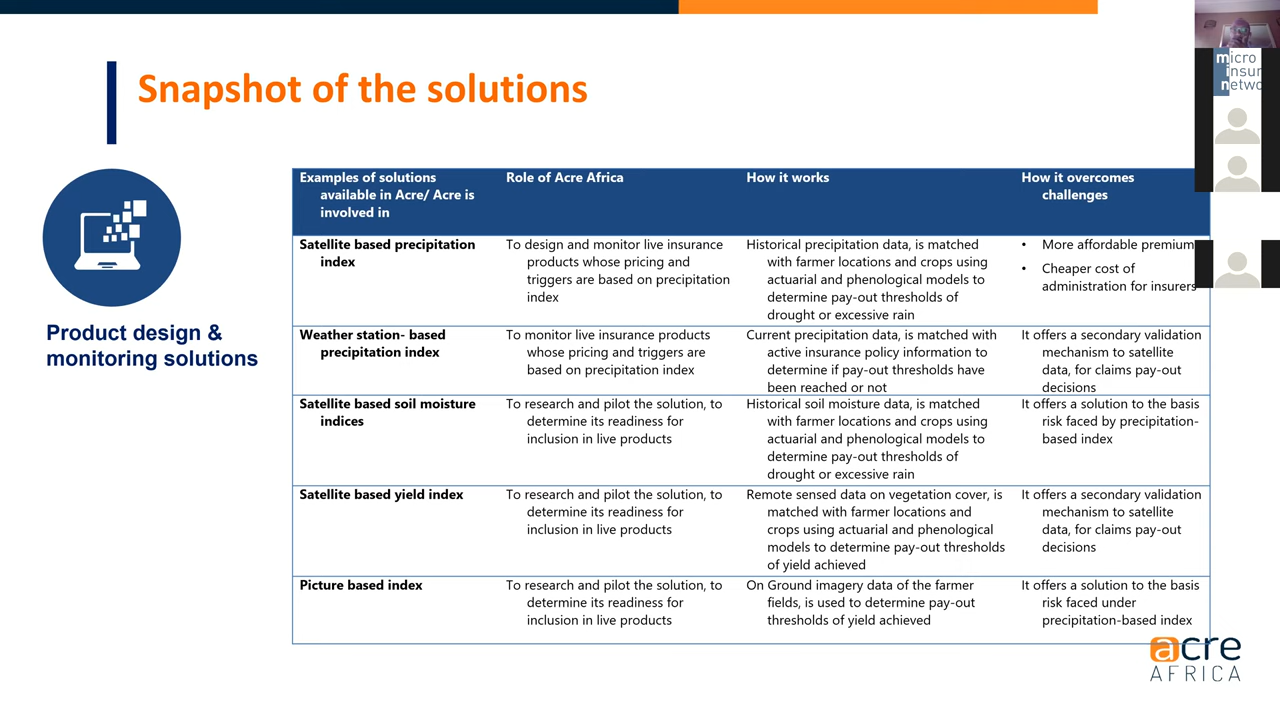 Snapshot of the solutions
micro
insur
netwo
Product design &
monitoring solutions
Examples of solutions
available in Acre/ Acre is
involved in
Role of Acre Africa
How it works
How it overcomes
challenges
Satellite based precipitation
index
To design and monitor live insurance
products whose pricing and
triggers are based on precipitation
index
Historical precipitation data, is matched
with farmer locations and crops using
actuarial and phenological models to
determine pay-out thresholds of
drought or excessive rain
• More affordable premium
• Cheaper cost of
administration for insurers
Weather station- based
precipitation index
To monitor live insurance products
whose pricing and triggers are
based on precipitation index
Current precipitation data, is matched with
active insurance policy information to
determine if pay-out thresholds have
been reached or not
It offers a secondary validation
mechanism to satellite
data, for claims pay-out
decisions
Satellite based soil moisture
indices
To research and pilot the solution, to
determine its readiness for
inclusion in live products
Historical soil moisture data, is matched
with farmer locations and crops using
actuarial and phenological models to
determine pay-out thresholds of
drought or excessive rain
It offers a solution to the basis
risk faced by precipitation-
based index
Satellite based yield index
To research and pilot the solution, to
determine its readiness for
inclusion in live products
Remote sensed data on vegetation cover, is
matched with farmer locations and
crops using actuarial and phenological
models to determine pay-out thresholds
of yield achieved
It offers a secondary validation
mechanism to satellite
data, for claims pay-out
decisions
Picture based index
To research and pilot the solution, to
determine its readiness for
inclusion in live products
On Ground imagery data of the farmer
fields, is used to determine pay-out
thresholds of yield achieved
It offers a solution to the basis
risk faced under
precipitation-based index
acre
AFRICA